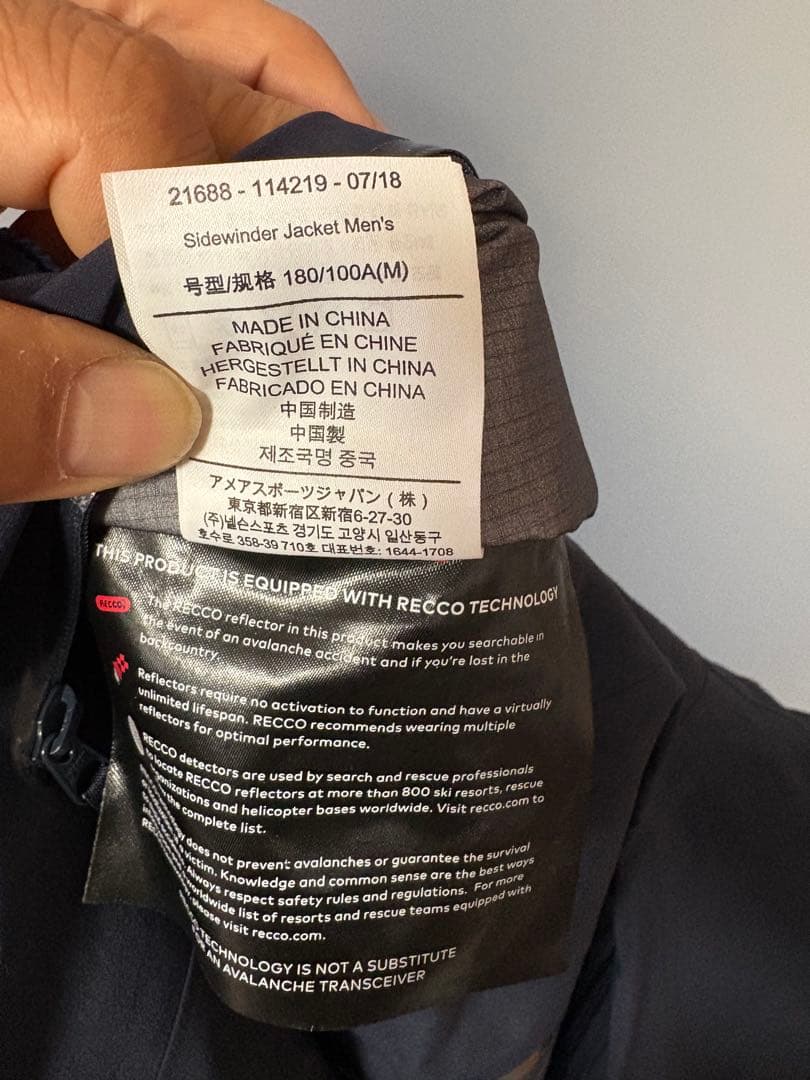 21688 - 114219 - 07/18
Sidewinder Jacket Men's
号型/规格 180/100A(M)
MADE IN CHINA
FABRIQUÉ EN CHINE
HERGESTELLT IN CHINA
FABRICADO EN CHINA
中国制造
中国製
제조국명 중국
アメアスポーツジャパン(株)
東京都新宿区新宿6-27-30
(주)넬슨스포츠 경기도 고양시 일산동구
호수로 358-39 710호 대표번호: 1644-1708
THIS PRODUCT IS EQUIPPED WITH RECCO TECHNOLOGY
RECCO
The RECCO reflector in this product makes you searchable in
the event of an avalanche accident and if you're lost in the
backcountry.
Reflectors require no activation to function and have a virtually
unlimited lifespan. RECCO recommends wearing multiple
reflectors for optimal performance.
RECCO detectors are used by search and rescue professionals
to locate RECCO reflectors at more than 800 ski resorts, rescue
and helicopter bases worldwide. Visit recco.com to
the complete list.
does not prevent avalanches or guarantee the survival
victim. Knowledge and common sense are the best ways
Always respect safety rules and regulations. For more
worldwide list of resorts and rescue teams equipped with
please visit recco.com.
TECHNOLOGY IS NOT A SUBSTITUTE
AN AVALANCHE TRANSCEIVER